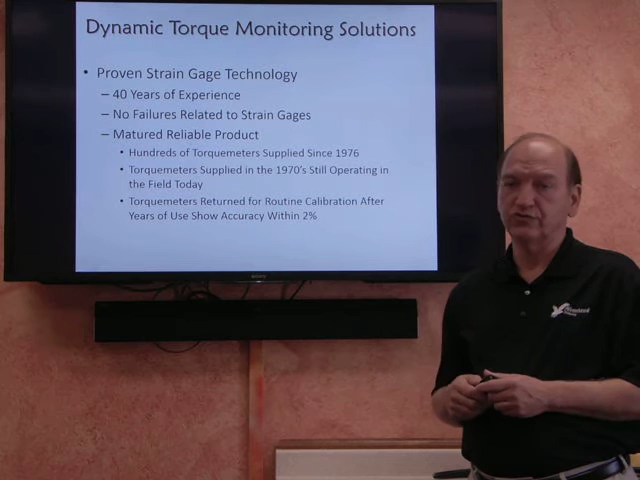 Dynamic Torque Monitoring Solutions
• Proven Strain Gage Technology
– 40 Years of Experience
– No Failures Related to Strain Gages
– Matured Reliable Product
• Hundreds of Torquemeters Supplied Since 1976
• Torquemeters Supplied in the 1970's Still Operating in
the Field Today
• Torquemeters Returned for Routine Calibration After
Years of Use Show Accuracy Within 2%
SONY